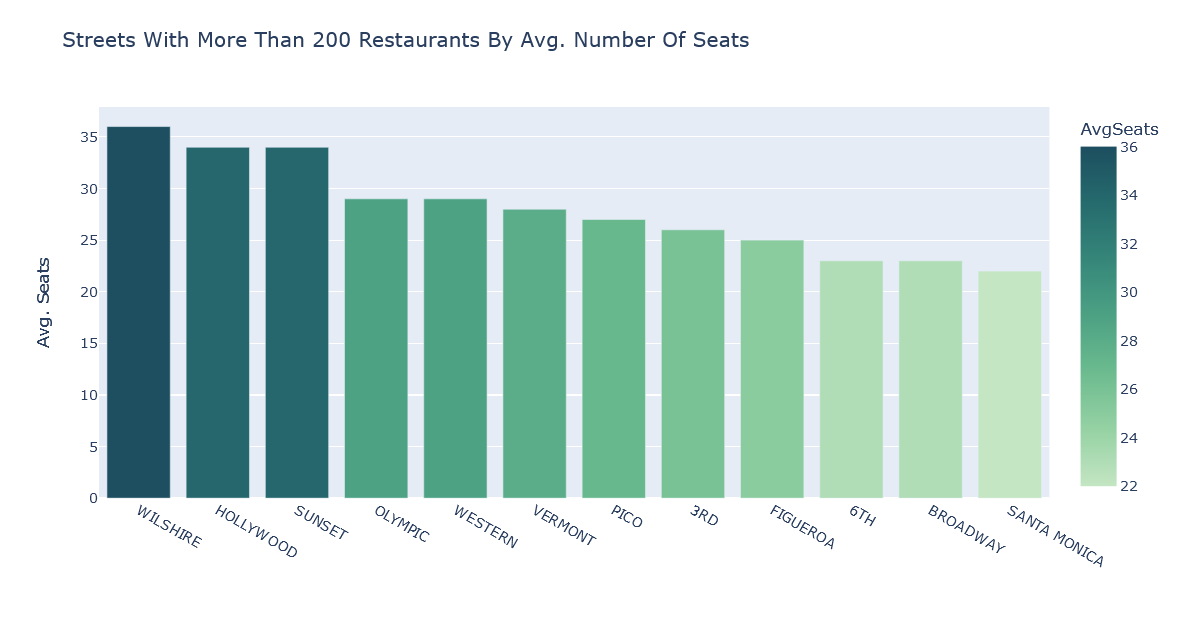 Streets With More Than 200 Restaurants By Avg. Number Of Seats
AvgSeats
36
34
32
30
28
26
24
22
Avg. Seats
35
30
25
20
15
10
5
0
WILSHIRE
HOLLYWOOD
SUNSET
OLYMPIC
WESTERN
VERMONT
PICO
3RD
FIGUEROA
6TH
BROADWAY
SANTA MONICA